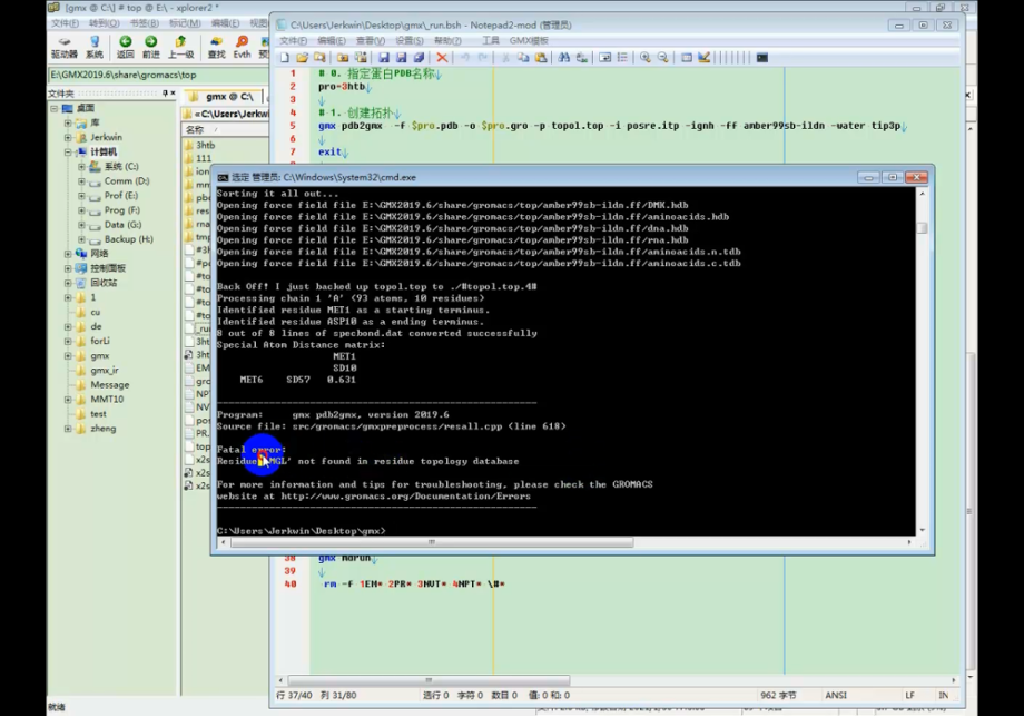 [gmx @ C:\] # top @ E:\ - xplorer2 *
文件(F) 转到(O) 书签(B) 标记(M) 编辑(E) 视图
驱动器 系统 返回 前进 上一级 查找 Evth
E:\GMX2019.6\share\gromacs\top
文件夹
桌面
库
Jerkwin
计算机
系统 (C:)
Comm (D:)
Prof (E:)
Prog (F:)
Data (G:)
Backup (H:)
网络
控制面板
回收站
1
cu
de
forLi
gmx
gmx_ir
Message
MMT10
test
zheng
gmx @ C:\
C:\Users\Jerkwi
名称
3htb
111
C:\Users\Jerkwin\Desktop\gmx\_run.bsh - Notepad2-mod (管理员)
文件(F) 编辑(E) 查看(V) 设置(S) 帮助(Z) 工具 GMX模板
1 # 0. 指定蛋白PDB名称
2 pro=3htb
3
4 # 1. 创建拓扑
5 gmx pdb2gmx -f $pro.pdb -o $pro.gro -p topol.top -i posre.itp -ignh -ff amber99sb-ildn -water tip3p
6
7 exit
选定 管理员: C:\Windows\System32\cmd.exe
Sorting it all out...
Opening force field file E:\GMX2019.6/share/gromacs/top/amber99sb-ildn.ff/DMK.hdb
Opening force field file E:\GMX2019.6/share/gromacs/top/amber99sb-ildn.ff/aminoacids.hdb
Opening force field file E:\GMX2019.6/share/gromacs/top/amber99sb-ildn.ff/dna.hdb
Opening force field file E:\GMX2019.6/share/gromacs/top/amber99sb-ildn.ff/rna.hdb
Opening force field file E:\GMX2019.6/share/gromacs/top/amber99sb-ildn.ff/aminoacids.n.tdb
Opening force field file E:\GMX2019.6/share/gromacs/top/amber99sb-ildn.ff/aminoacids.c.tdb
Back Off! I just backed up topol.top to ./#topol.top.4#
Processing chain 1 'A' (93 atoms, 10 residues)
Identified residue MET1 as a starting terminus.
Identified residue ASP10 as a ending terminus.
8 out of 8 lines of specbond.dat converted successfully
Special Atom Distance matrix:
MET1
SD10
MET6 SD57 0.631
Program: gmx pdb2gmx, version 2019.6
Source file: src/gromacs/gmxpreprocess/resall.cpp (line 618)
Fatal error:
Residue "MGL" not found in residue topology database
For more information and tips for troubleshooting, please check the GROMACS
website at http://www.gromacs.org/Documentation/Errors
C:\Users\Jerkwin\Desktop\gmx>
38 gmx mdrun
39
40 rm -f 1EM* 2PR* 3NVT* 4NPT* \#*
行 37/40 列 31/80 选行 0 字符 0 数目 0 值: 0 和: 0 962 字节 ANSI LF IN
就绪